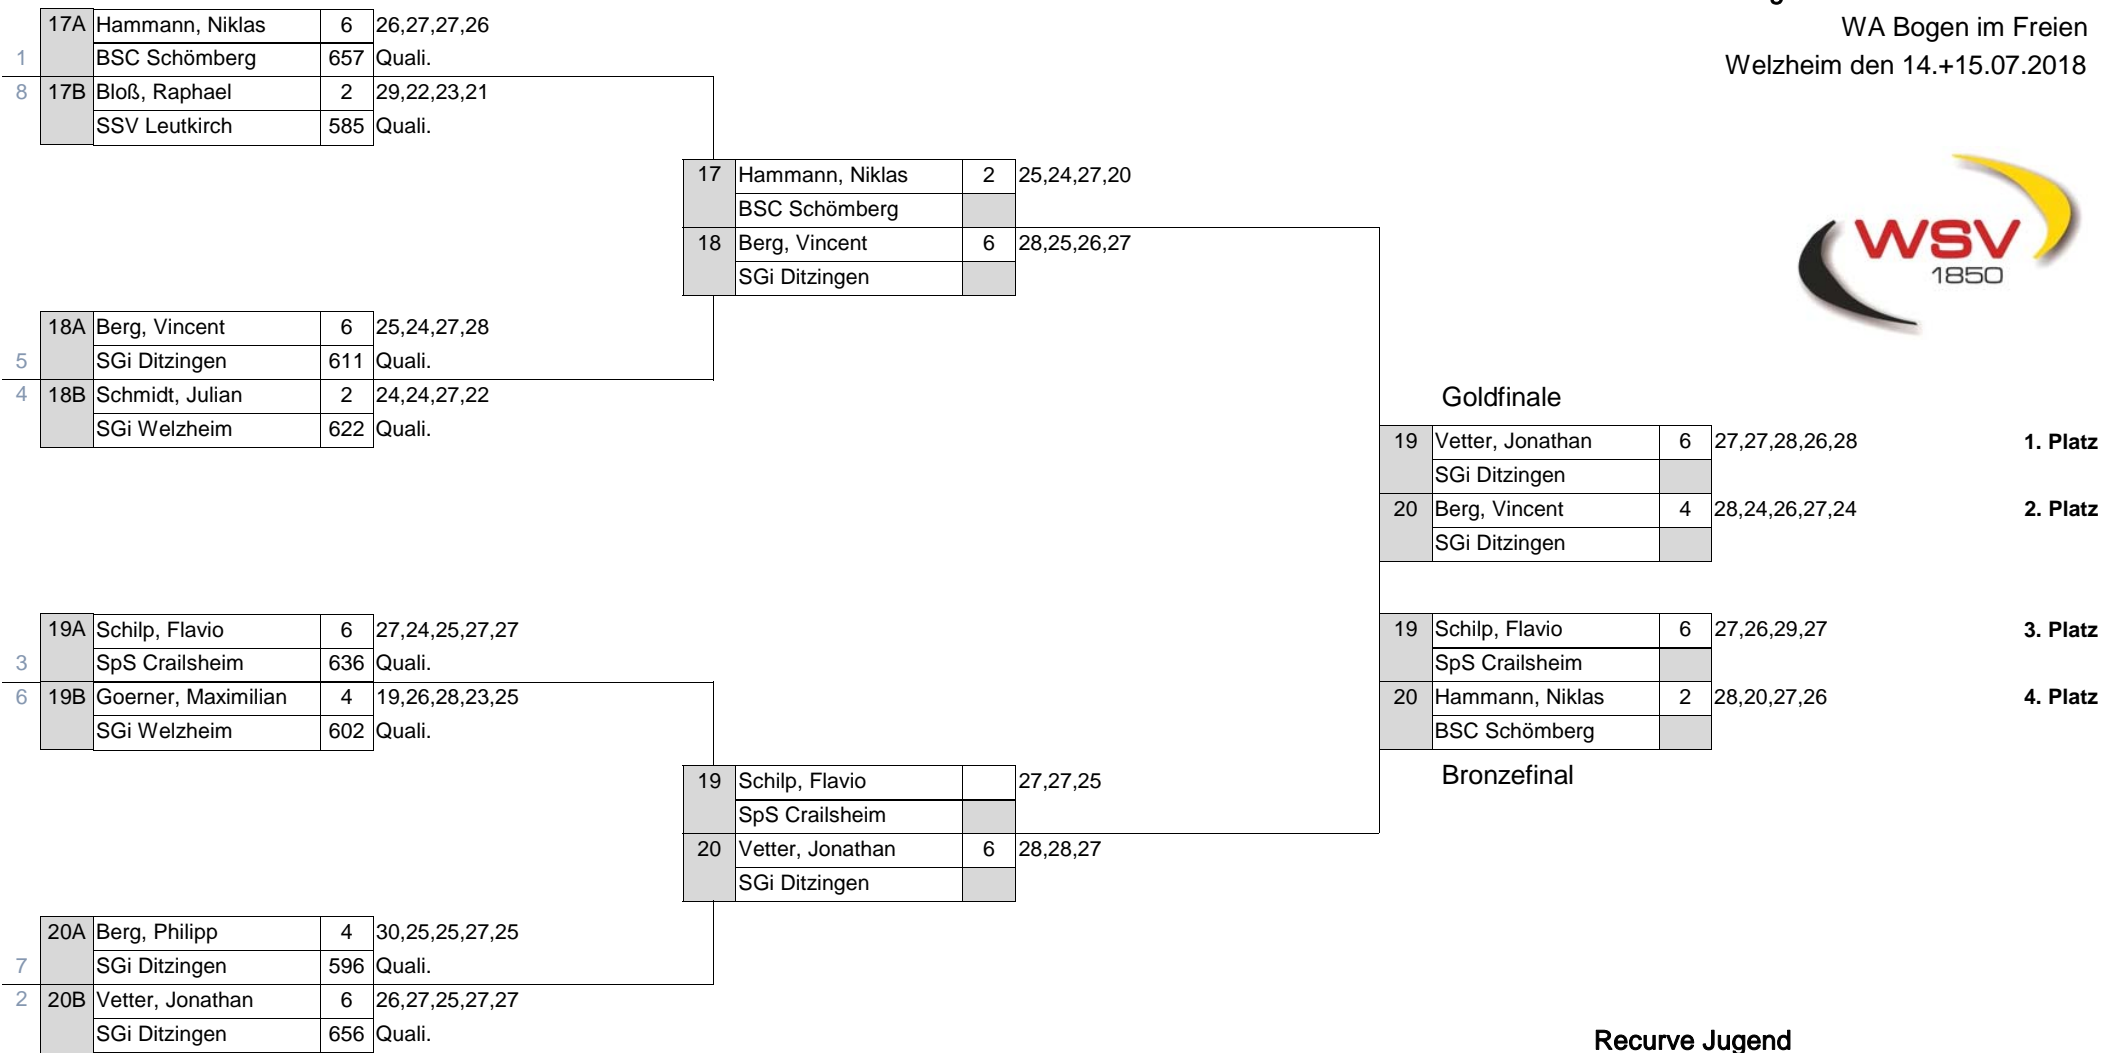 17A Hammann, Niklas 6 26,27,27,26
1 BSC Schömberg 657 Quali.
8 17B Bloß, Raphael 2 29,22,23,21
SSV Leutkirch 585 Quali.
WA Bogen im Freien
Welzheim den 14.+15.07.2018
WSV
1850
17 Hammann, Niklas 2 25,24,27,20
BSC Schömberg
18 Berg, Vincent 6 28,25,26,27
SGi Ditzingen
18A Berg, Vincent 6 25,24,27,28
5 SGi Ditzingen 611 Quali.
4 18B Schmidt, Julian 2 24,24,27,22
SGi Welzheim 622 Quali.
Goldfinale
19 Vetter, Jonathan 6 27,27,28,26,28 1. Platz
SGi Ditzingen
20 Berg, Vincent 4 28,24,26,27,24 2. Platz
SGi Ditzingen
19A Schilp, Flavio 6 27,24,25,27,27
3 SpS Crailsheim 636 Quali.
6 19B Goerner, Maximilian 4 19,26,28,23,25
SGi Welzheim 602 Quali.
19 Schilp, Flavio 6 27,26,29,27 3. Platz
SpS Crailsheim
20 Hammann, Niklas 2 28,20,27,26 4. Platz
BSC Schömberg
Bronzefinal
19 Schilp, Flavio 27,27,25
SpS Crailsheim
20 Vetter, Jonathan 6 28,28,27
SGi Ditzingen
20A Berg, Philipp 4 30,25,25,27,25
7 SGi Ditzingen 596 Quali.
2 20B Vetter, Jonathan 6 26,27,25,27,27
SGi Ditzingen 656 Quali.
Recurve Jugend